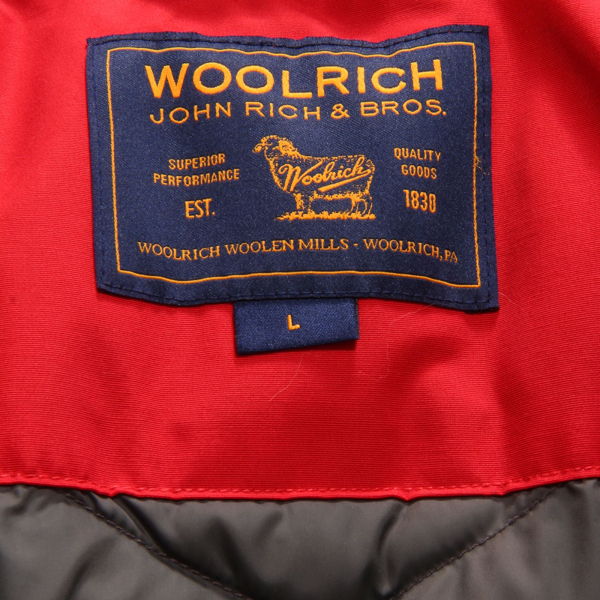 WOOLRICH
JOHN RICH & BROS.
SUPERIOR
PERFORMANCE
EST.
Woolrich
QUALITY
GOODS
1830
WOOLRICH WOOLEN MILLS - WOOLRICH, PA
L